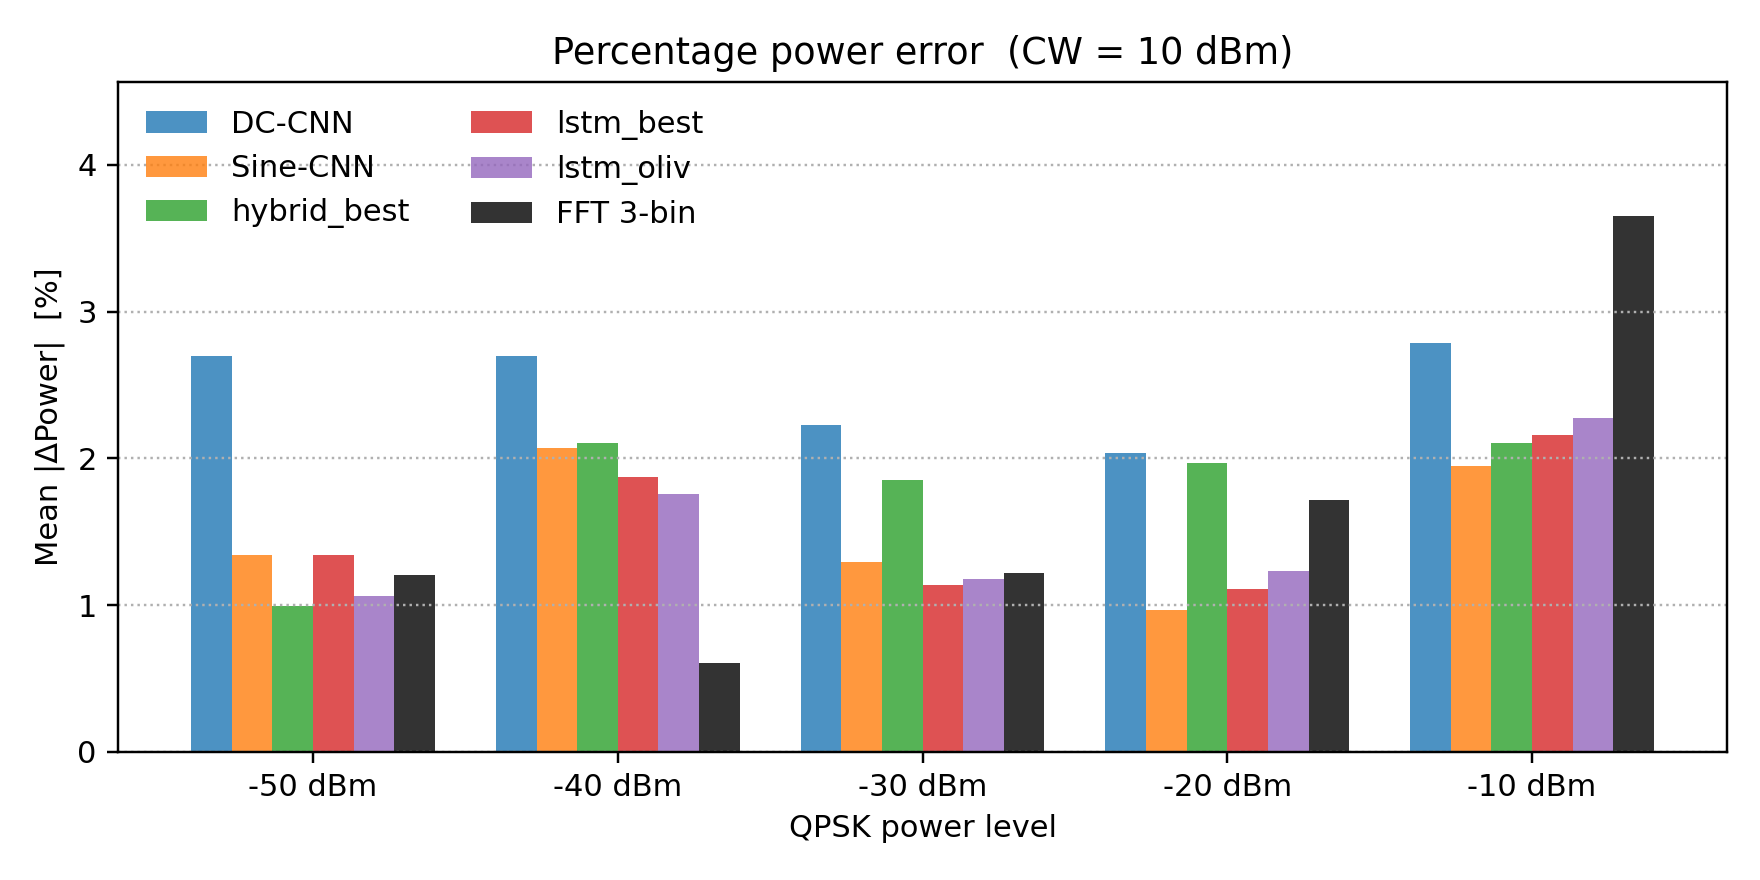 Percentage power error (CW = 10 dBm)
DC-CNN
Sine-CNN
hybrid_best
lstm_best
lstm_oliv
FFT 3-bin
Mean |ΔPower| [%]
4
3
2
1
0
-50 dBm
-40 dBm
-30 dBm
-20 dBm
-10 dBm
QPSK power level